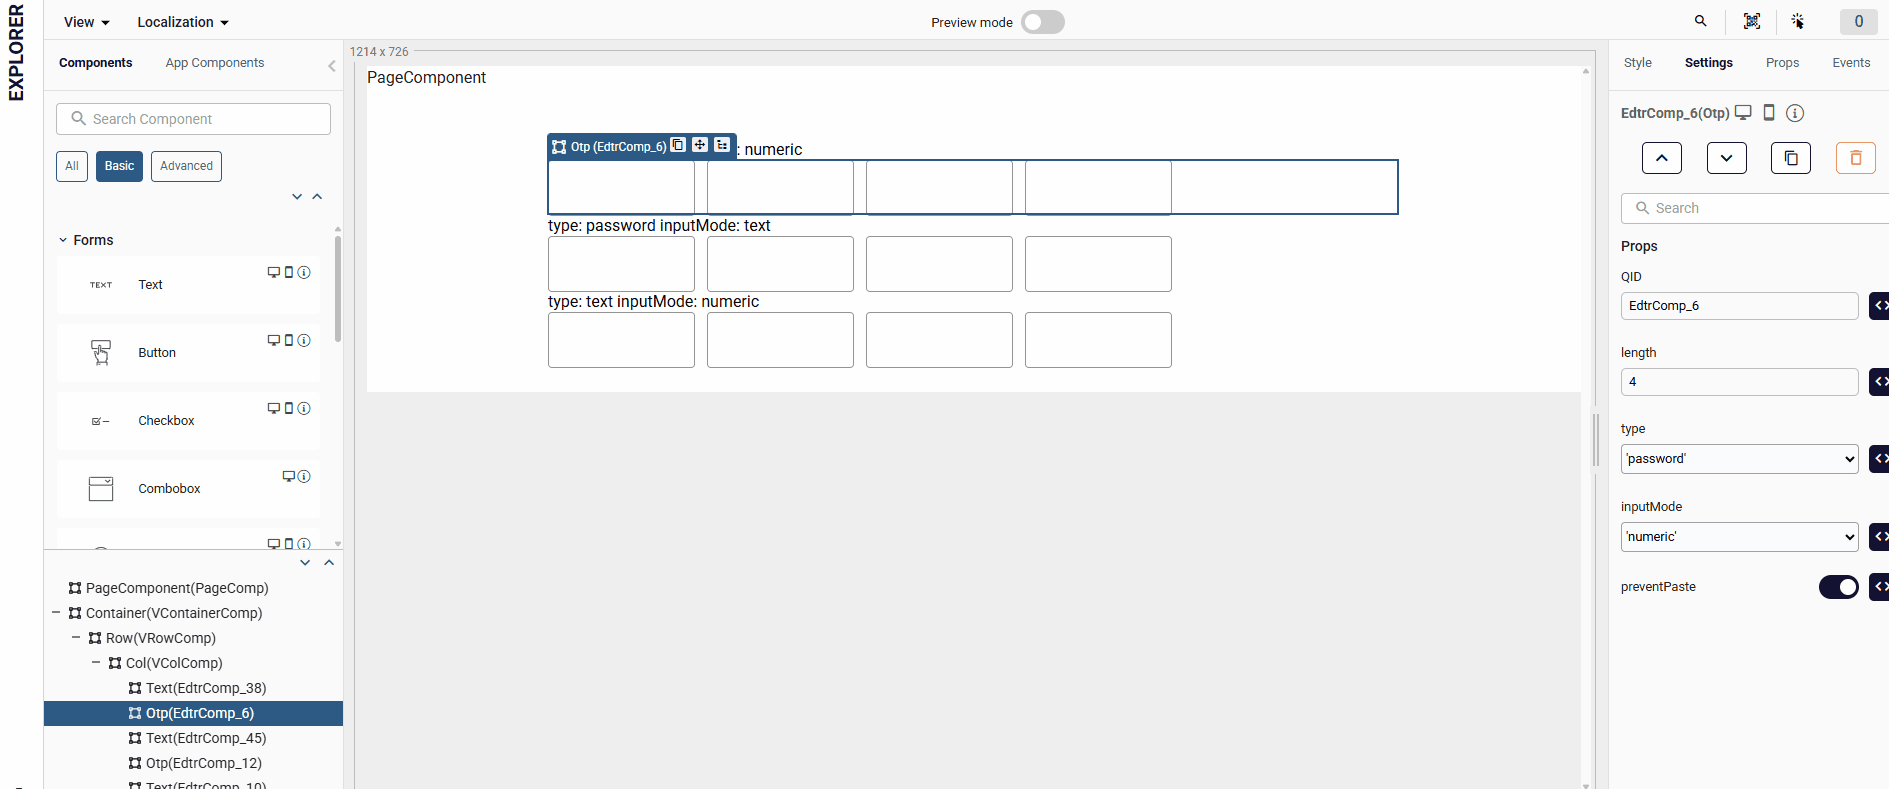 EXPLORER
View
Localization
Preview mode
0
Components
App Components
Search Component
All
Basic
Advanced
Forms
TEXT
Text
Button
Checkbox
Combobox
PageComponent(PageComp)
Container(VContainerComp)
Row(VRowComp)
Col(VColComp)
Text(EdtrComp_38)
Otp(EdtrComp_6)
Text(EdtrComp_45)
Otp(EdtrComp_12)
Text(EdtrComp_10)
1214 x 726
PageComponent
Otp (EdtrComp_6)
: numeric
type: password inputMode: text
type: text inputMode: numeric
Style
Settings
Props
Events
EdtrComp_6(Otp)
Search
Props
QID
EdtrComp_6
length
4
type
'password'
inputMode
'numeric'
preventPaste